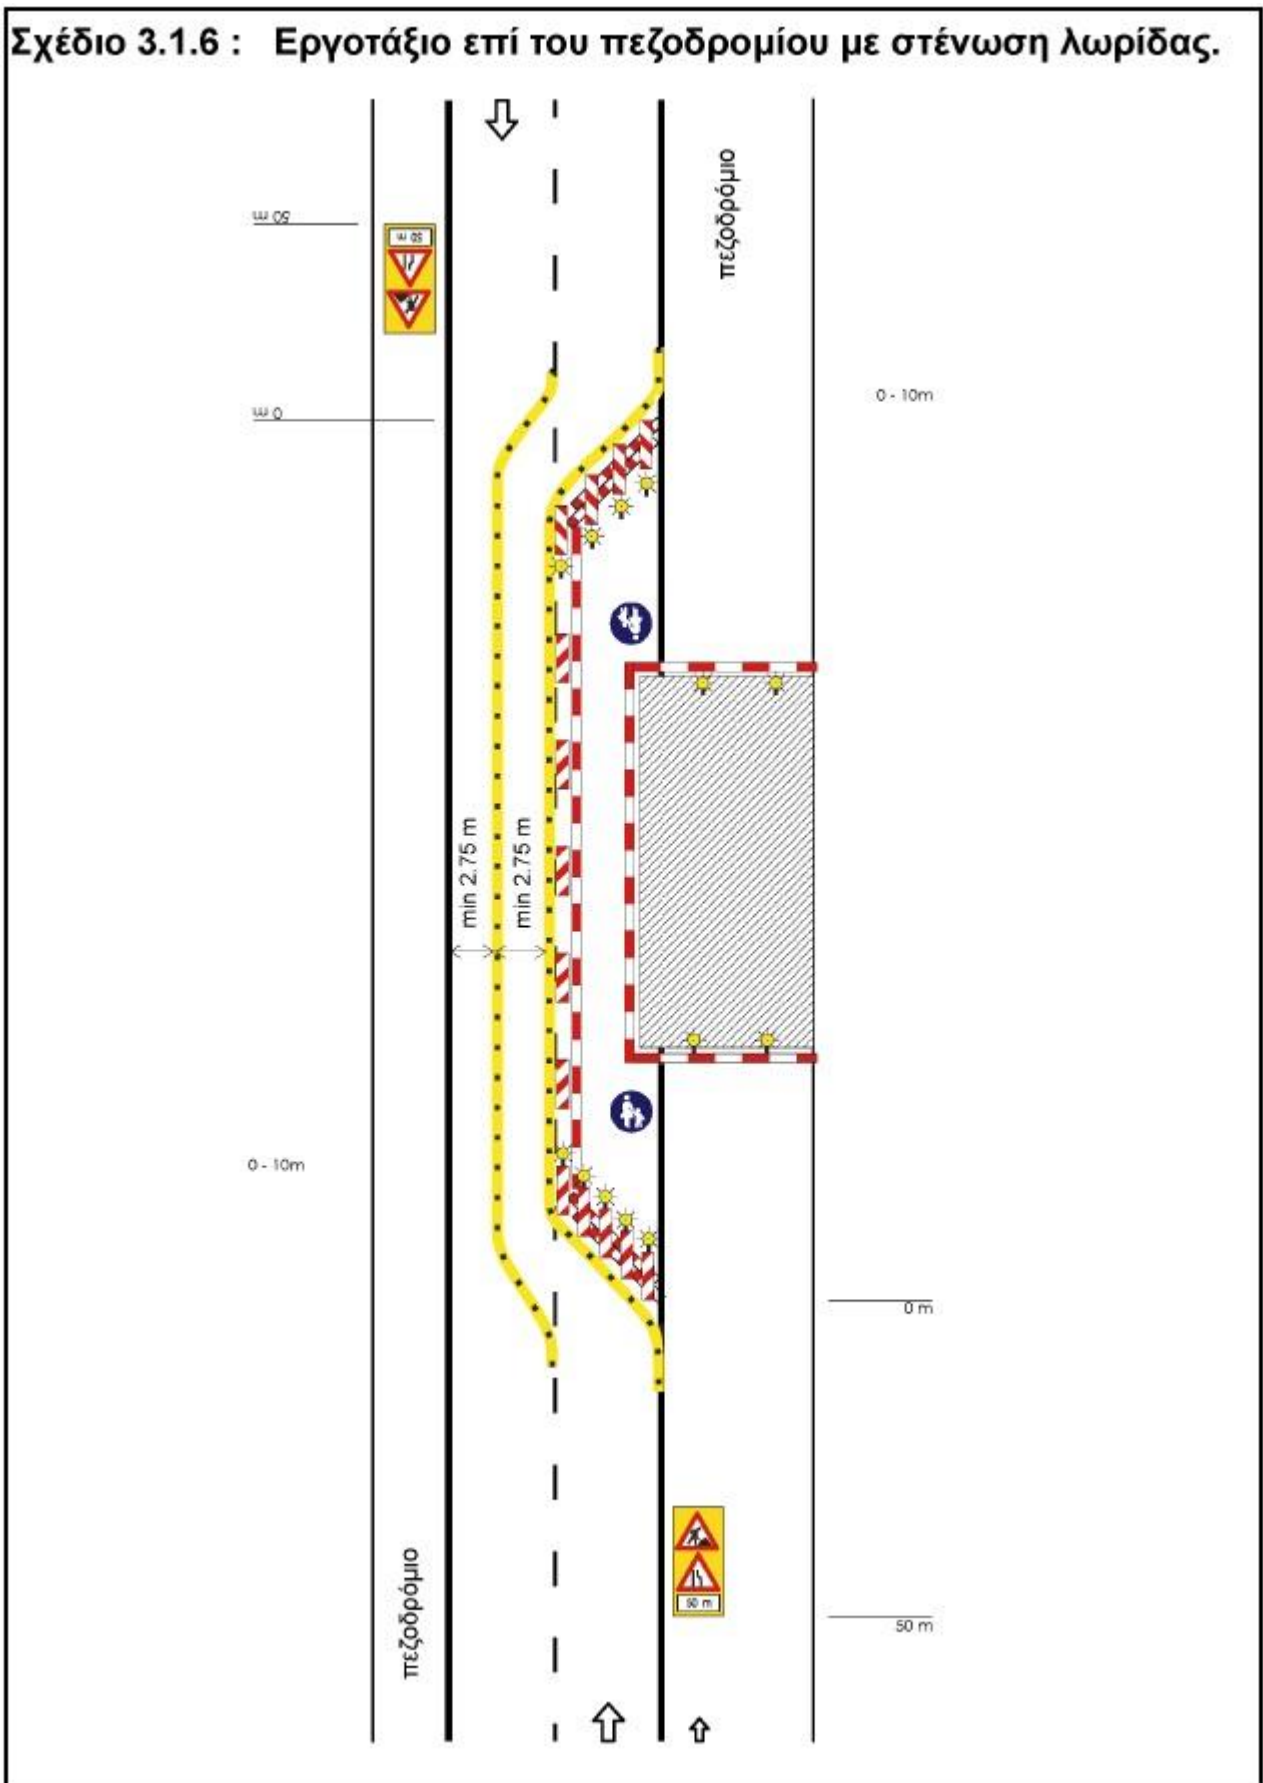 Σχέδιο 3.1.6 : Εργοτάξιο επί του πεζοδρομίου με στένωση λωρίδας.
πεζοδρόμιο
50 m
50 m
0 - 10m
0 m
min 2.75 m
min 2.75 m
0 - 10m
0 m
πεζοδρόμιο
50 m
50 m